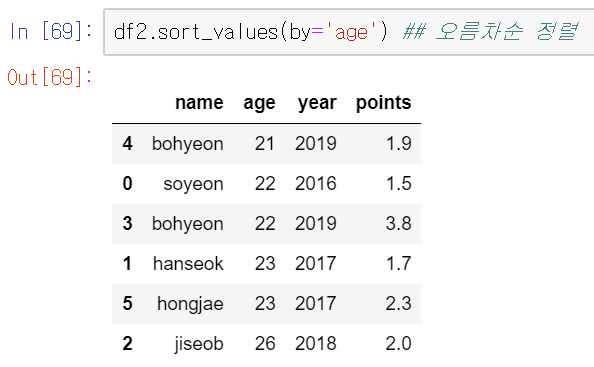 In [69]: df2.sort_values(by='age') ## 오름차순 정렬
Out[69]:
name age year points
4 bohyeon 21 2019 1.9
0 soyeon 22 2016 1.5
3 bohyeon 22 2019 3.8
1 hanseok 23 2017 1.7
5 hongjae 23 2017 2.3
2 jiseob 26 2018 2.0